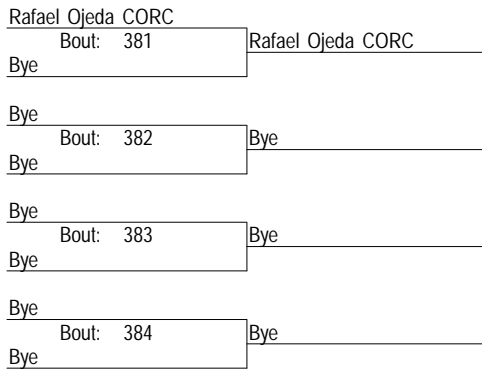 Rafael Ojeda CORC
Bout: 381
Rafael Ojeda CORC
Bye
Bye
Bout: 382
Bye
Bye
Bye
Bout: 383
Bye
Bye
Bye
Bout: 384
Bye
Bye